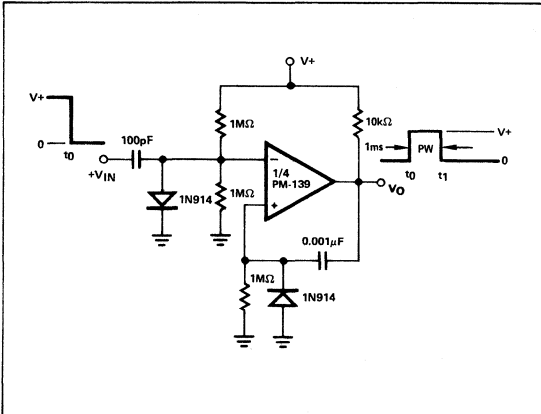 V+
V+
0
t0
+VIN
100pF
1MΩ
1MΩ
1N914
−
1/4
PM-139
+
10kΩ
vO
0.001μF
1MΩ
1N914
V+
1ms
PW
0
t0
t1